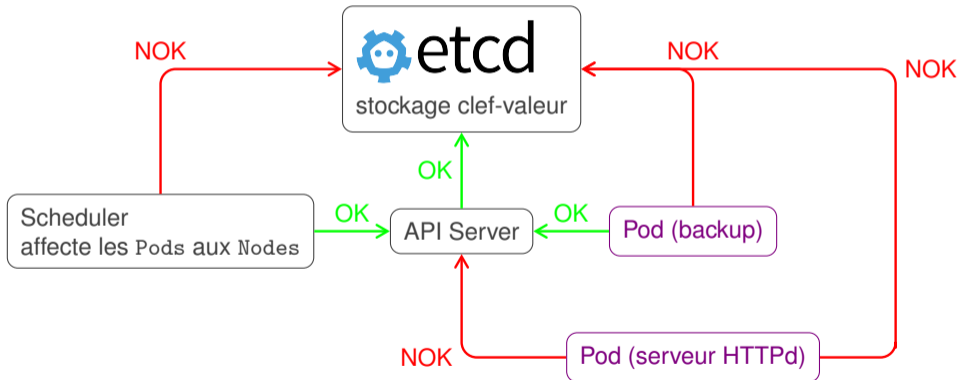 etcd
stockage clef-valeur
NOK
NOK
NOK
OK
Scheduler
affecte les Pods aux Nodes
OK
API Server
OK
Pod (backup)
NOK
Pod (serveur HTTPd)